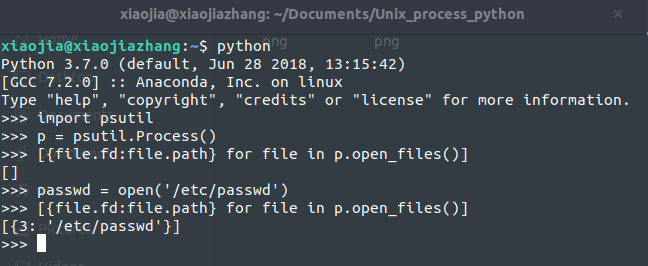 xiaojia@xiaojiazhang: ~/Documents/Unix_process_python
png png
xiaojia@xiaojiazhang:~$ python
Python 3.7.0 (default, Jun 28 2018, 13:15:42)
[GCC 7.2.0] :: Anaconda, Inc. on linux
Type "help", "copyright", "credits" or "license" for more information.
>>> import psutil
>>> p = psutil.Process()
>>> [{file.fd:file.path} for file in p.open_files()]
[]
>>> passwd = open('/etc/passwd')
>>> [{file.fd:file.path} for file in p.open_files()]
[{3: '/etc/passwd'}]
>>>